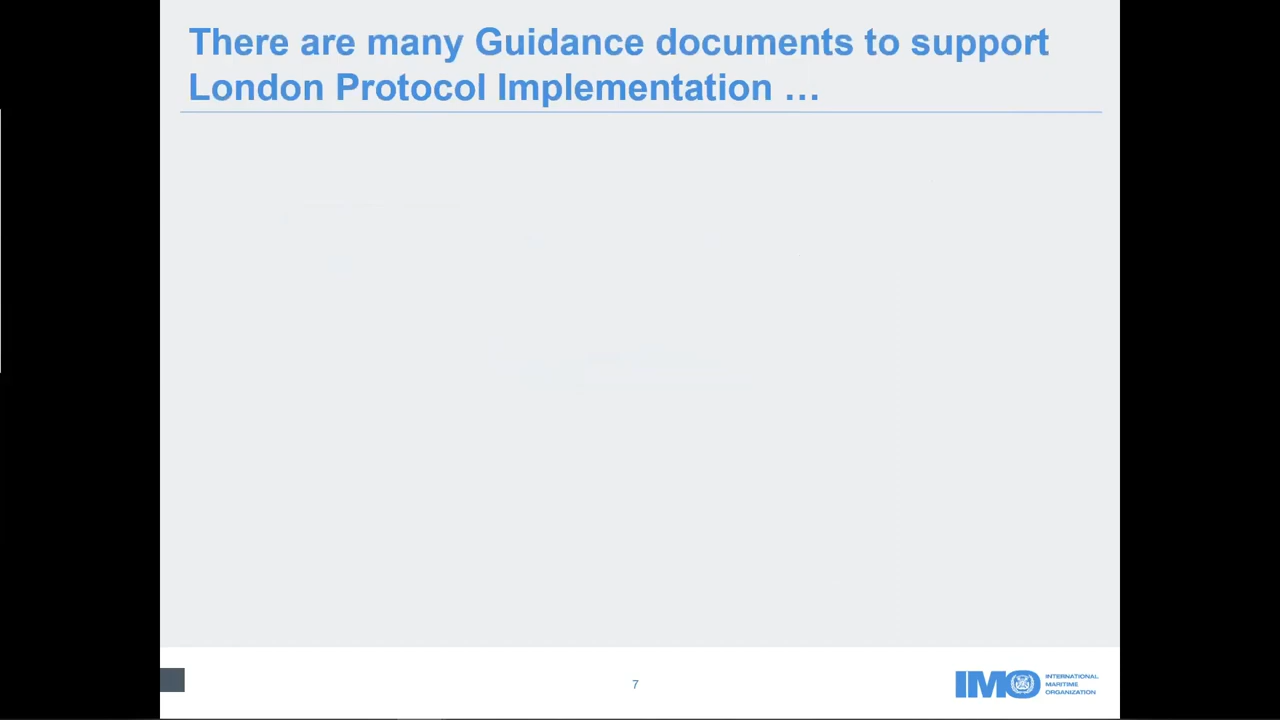 There are many Guidance documents to support
London Protocol Implementation …
7
IMO
INTERNATIONAL
MARITIME
ORGANIZATION